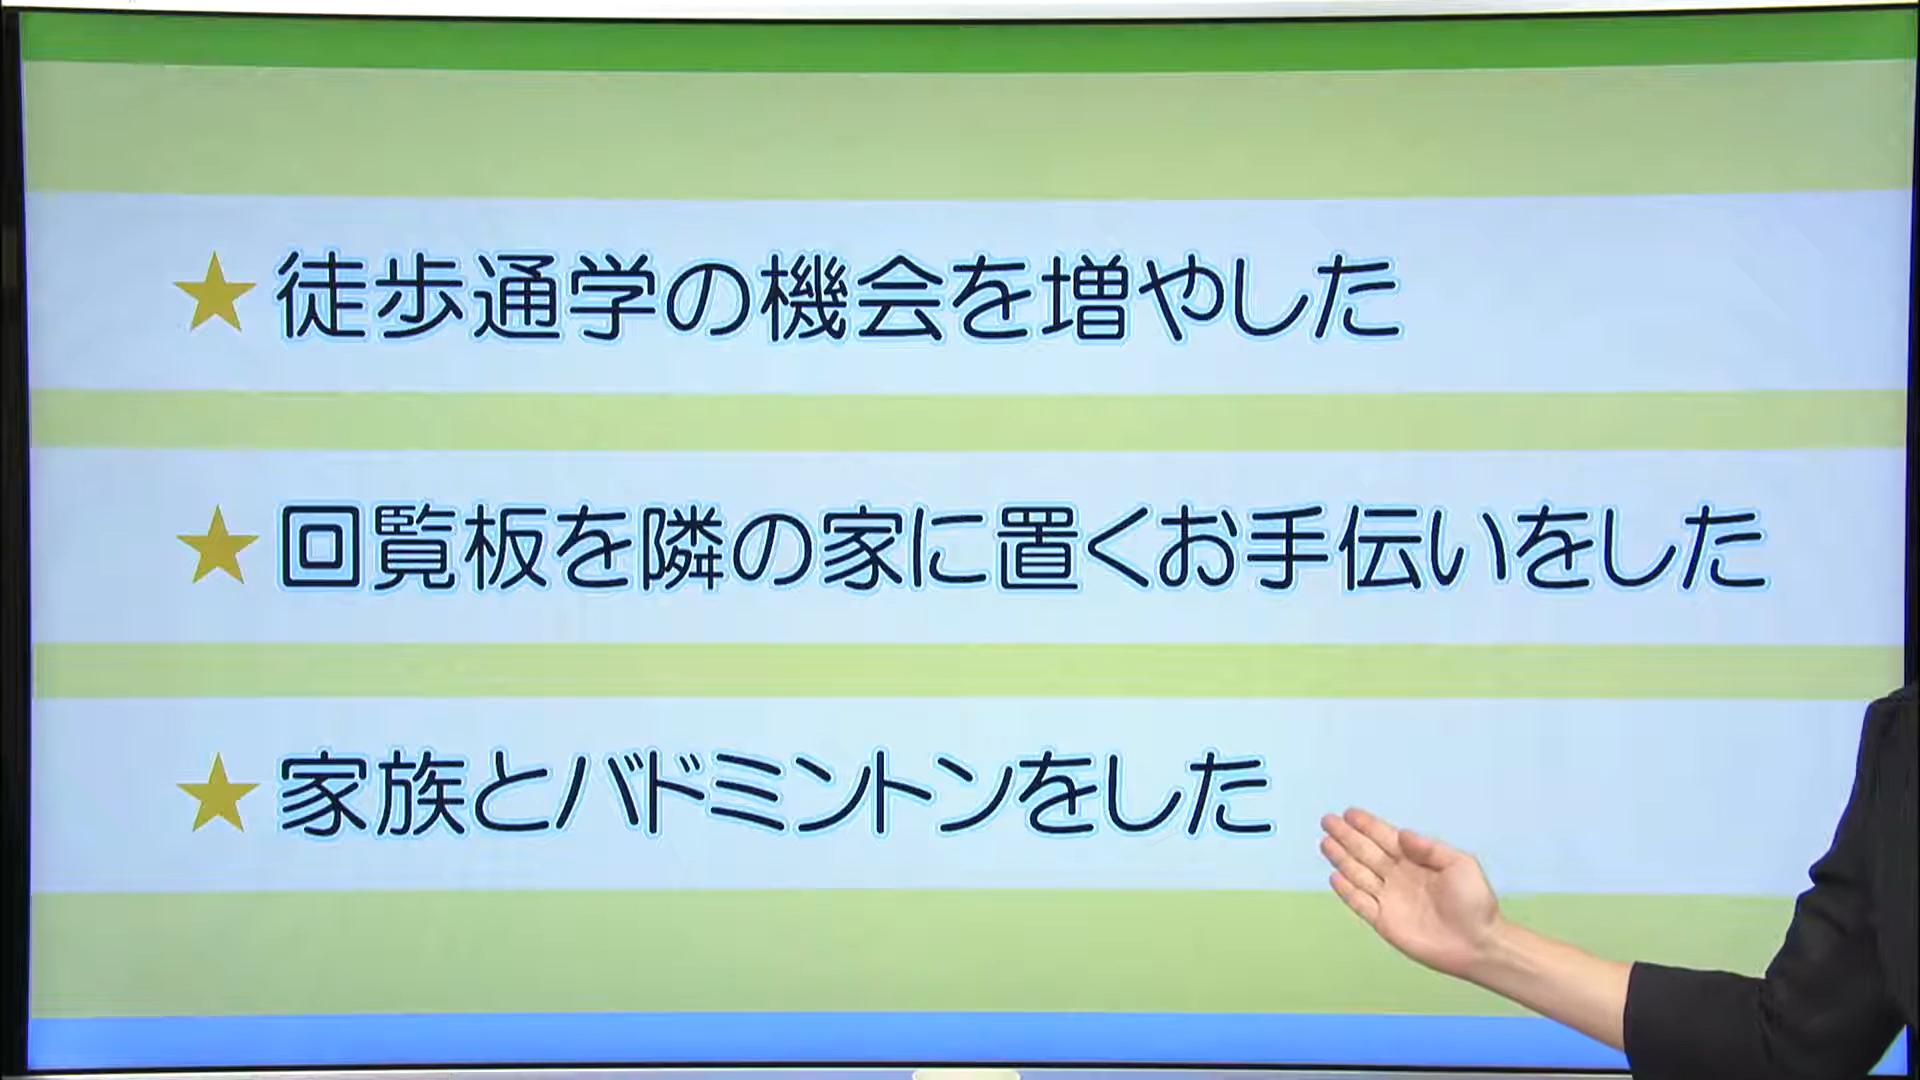 ★徒歩通学の機会を増やした
★回覧板を隣の家に置くお手伝いをした
★家族とバドミントンをした